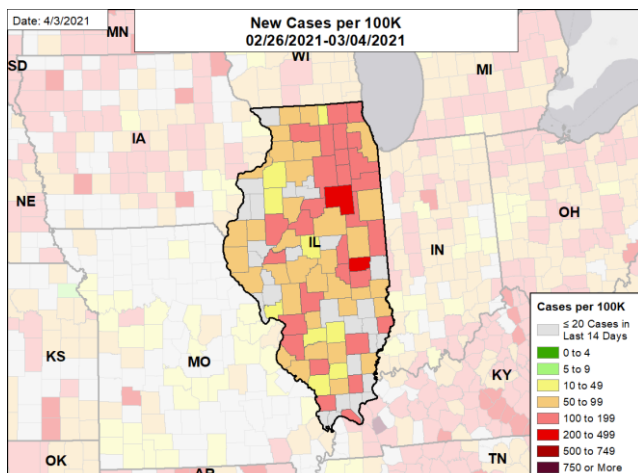 Date: 4/3/2021
New Cases per 100K
02/26/2021-03/04/2021
MN
WI
SD
MI
IA
NE
OH
IL
IN
Cases per 100K
≤ 20 Cases in
Last 14 Days
0 to 4
5 to 9
10 to 49
50 to 99
100 to 199
200 to 499
500 to 749
750 or More
KS
MO
KY
OK
AR
TN